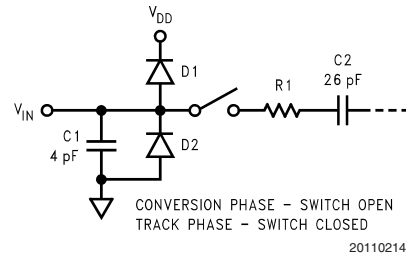 VDD
D1
C2
26 pF
R1
VIN
C1
4 pF
D2
CONVERSION PHASE – SWITCH OPEN
TRACK PHASE – SWITCH CLOSED
20110214